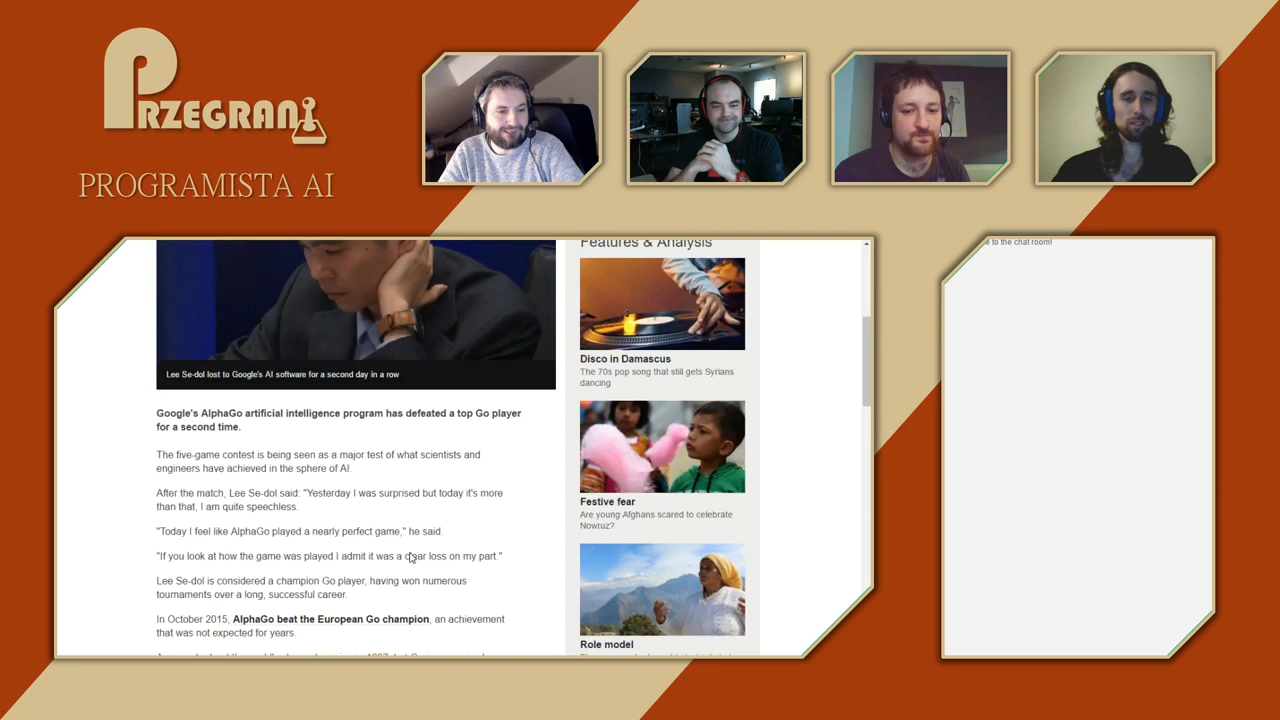 PRZEGRANI
PROGRAMISTA AI
Lee Se-dol lost to Google's AI software for a second day in a row
Google's AlphaGo artificial intelligence program has defeated a top Go player
for a second time.
The five-game contest is being seen as a major test of what scientists and
engineers have achieved in the sphere of AI.
After the match, Lee Se-dol said: "Yesterday I was surprised but today it's more
than that, I am quite speechless.
"Today I feel like AlphaGo played a nearly perfect game," he said.
"If you look at how the game was played I admit it was a clear loss on my part."
Lee Se-dol is considered a champion Go player, having won numerous
tournaments over a long, successful career.
In October 2015, AlphaGo beat the European Go champion, an achievement
that was not expected for years.
Features & Analysis
Disco in Damascus
The 70s pop song that still gets Syrians
dancing
Festive fear
Are young Afghans scared to celebrate
Nowruz?
Role model
e to the chat room!